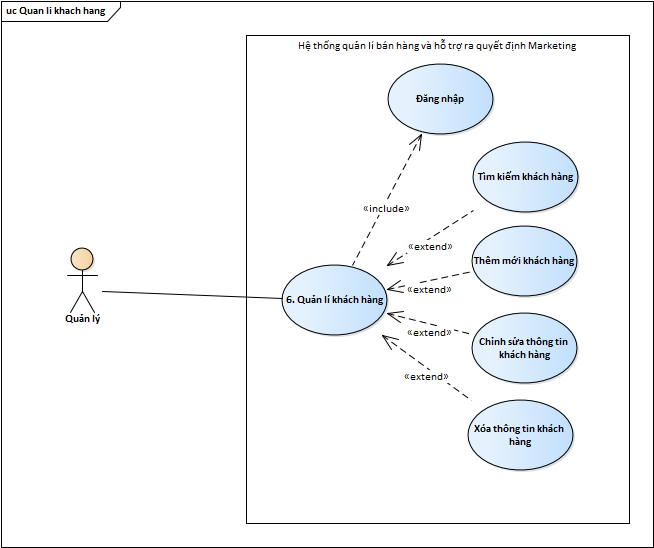 uc Quan li khach hang
Hệ thống quản lí bán hàng và hỗ trợ ra quyết định Marketing
Đăng nhập
Tìm kiếm khách hàng
«include»
«extend»
Thêm mới khách hàng
«extend»
6. Quản lí khách hàng
Quản lý
«extend»
Chỉnh sửa thông tin
khách hàng
«extend»
Xóa thông tin khách
hàng